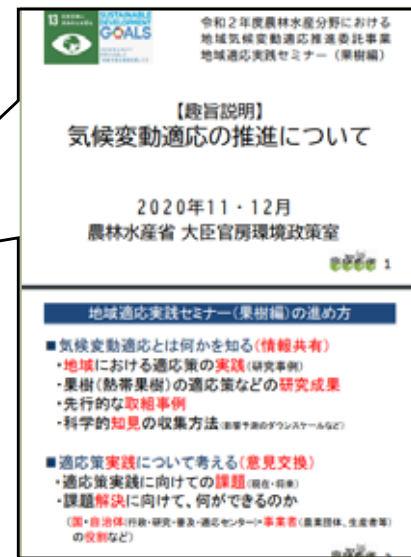 13
SUSTAINABLE
DEVELOPMENT
GOALS
令和2年度農林水産分野における
地域気候変動適応推進委託事業
地域適応実践セミナー(果樹編)
【趣旨説明】
気候変動適応の推進について
2020年11・12月
農林水産省 大臣官房環境政策室
1
地域適応実践セミナー(果樹編)の進め方
■気候変動適応とは何かを知る(情報共有)
・地域における適応策の実践(研究事例)
・果樹(熱帯果樹)の適応策などの研究成果
・先行的な取組事例
・科学的知見の収集方法(影響予測のダウンスケールなど)
■適応策実践について考える(意見交換)
・適応策実践に向けての課題(現在・将来)
・課題解決に向けて、何ができるのか
(国・自治体(行政・研究・普及・適応センター)・事業者(農業団体、生産者等)
の役割など)